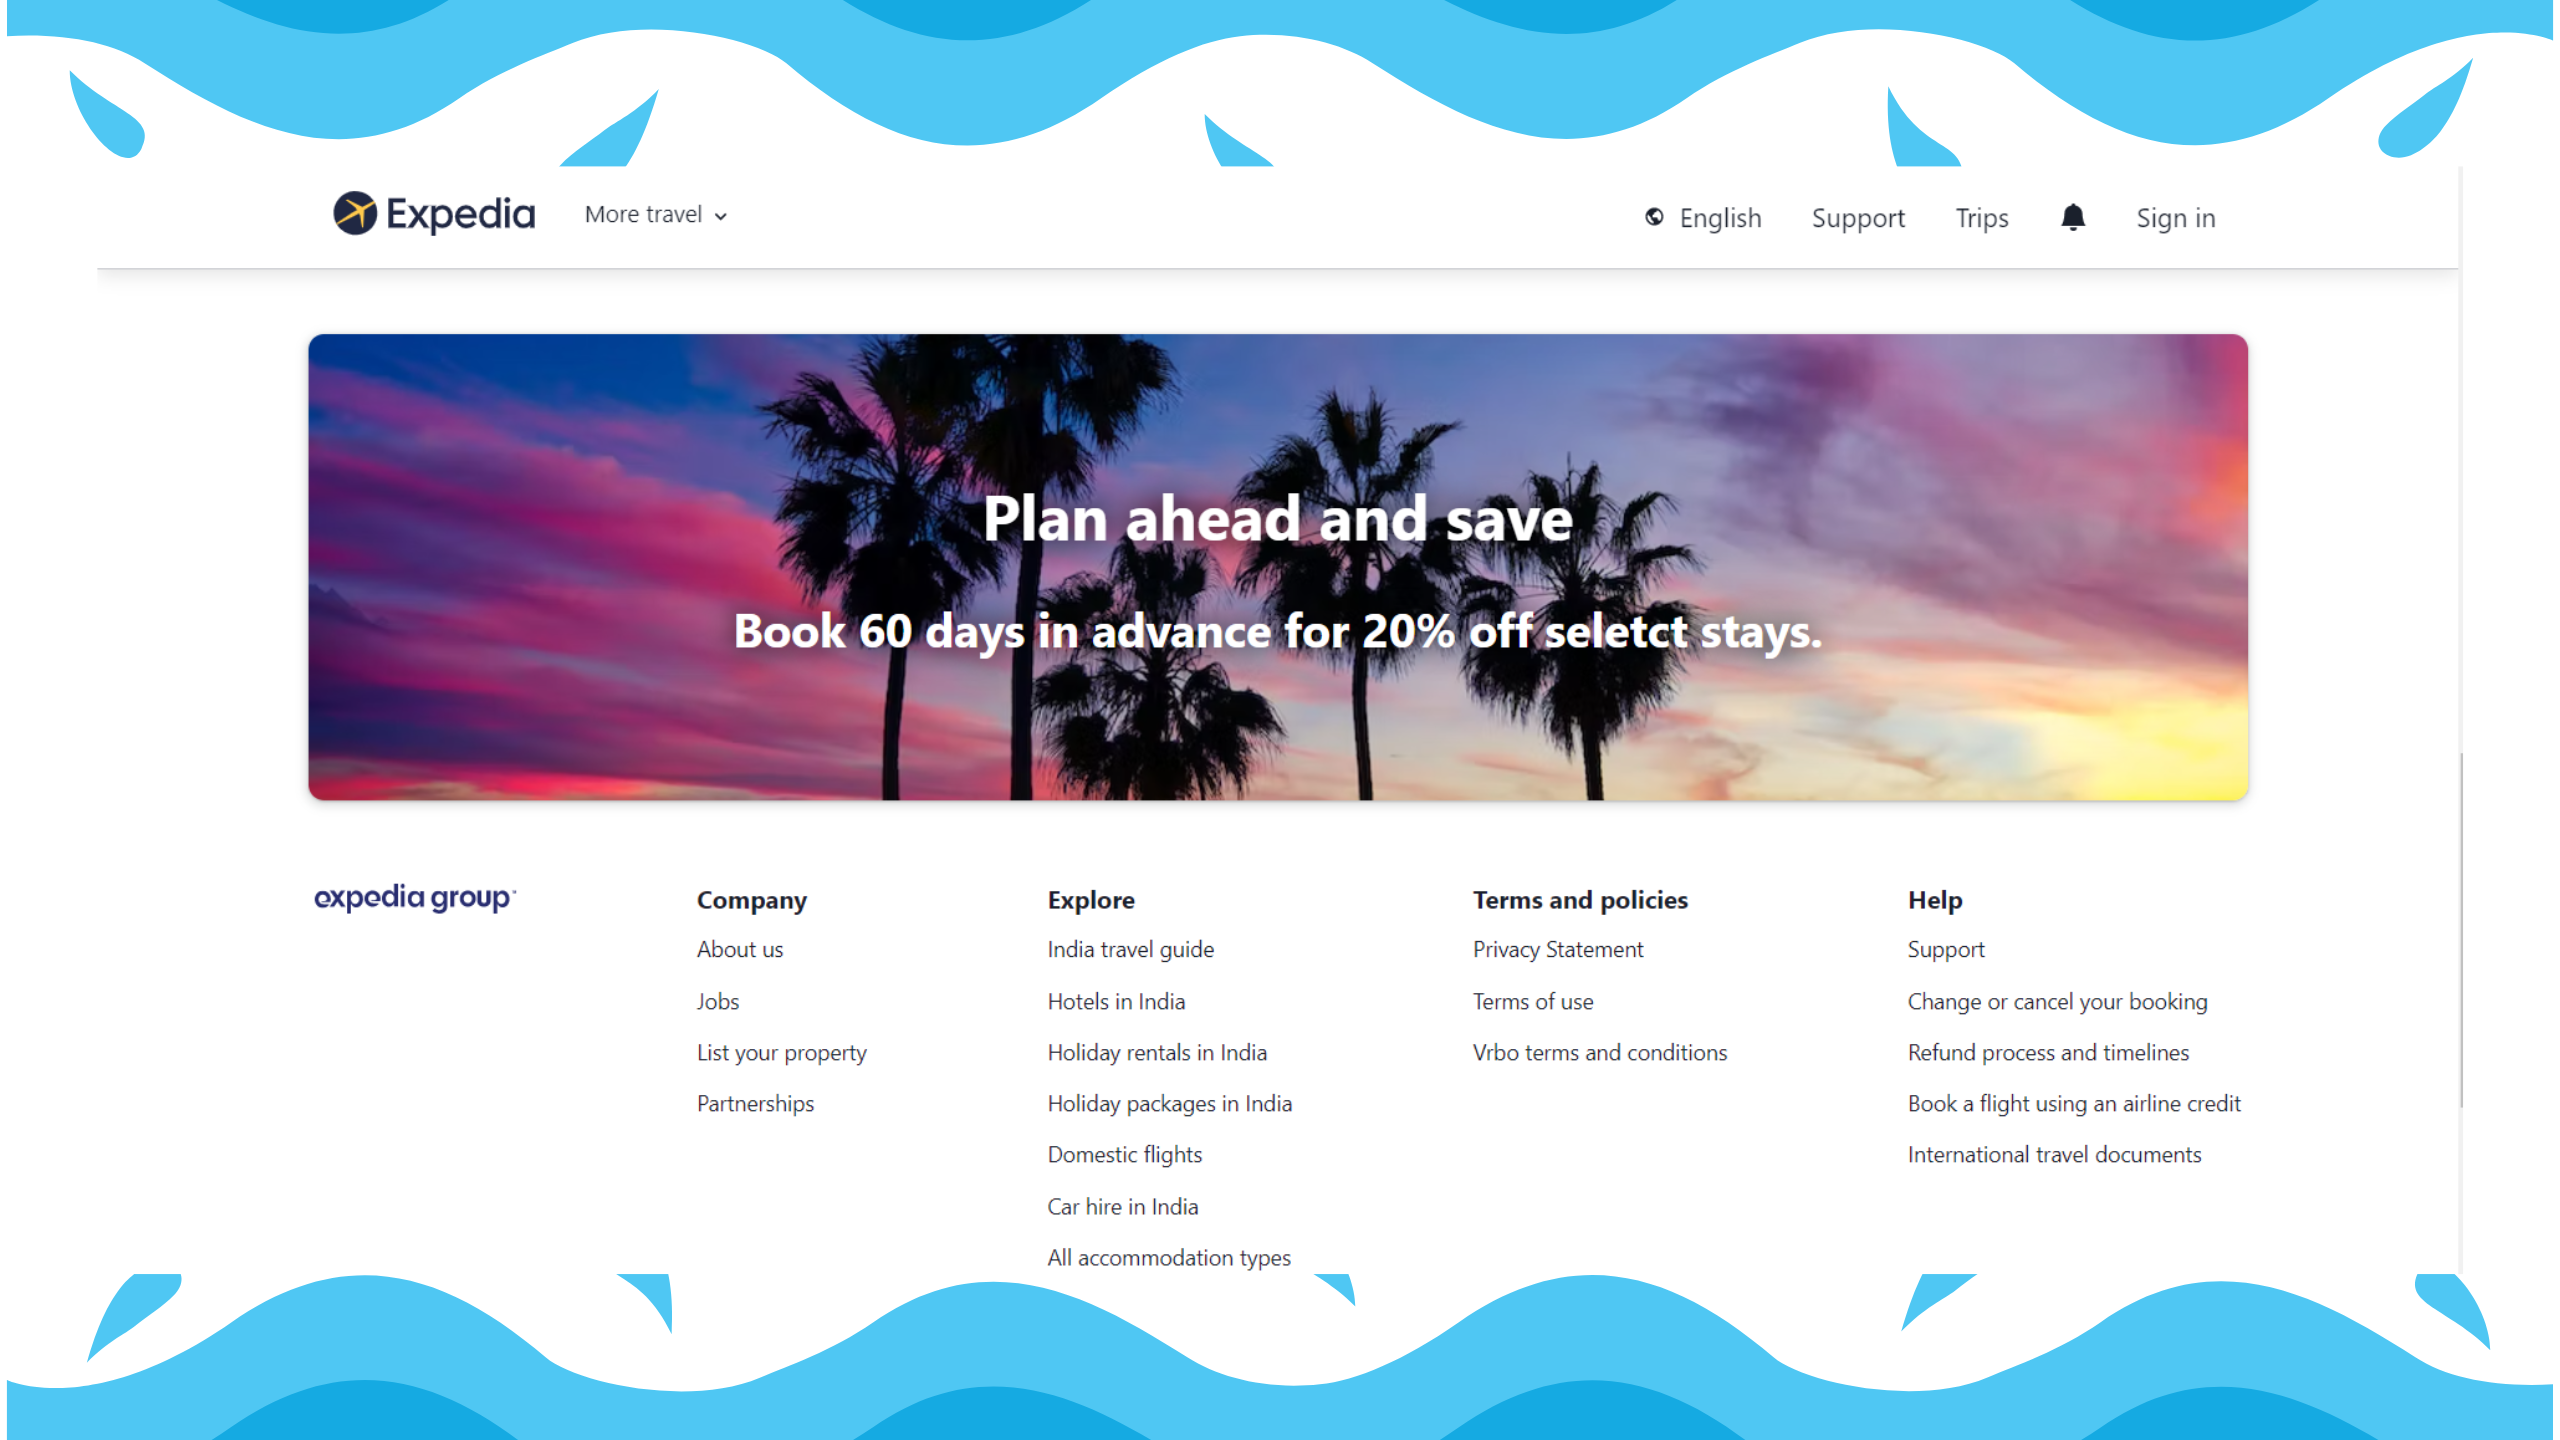 Expedia More travel English Support Trips Sign in
Plan ahead and save
Book 60 days in advance for 20% off seletct stays.
expedia group™
Company
About us
Jobs
List your property
Partnerships
Explore
India travel guide
Hotels in India
Holiday rentals in India
Holiday packages in India
Domestic flights
Car hire in India
All accommodation types
Terms and policies
Privacy Statement
Terms of use
Vrbo terms and conditions
Help
Support
Change or cancel your booking
Refund process and timelines
Book a flight using an airline credit
International travel documents